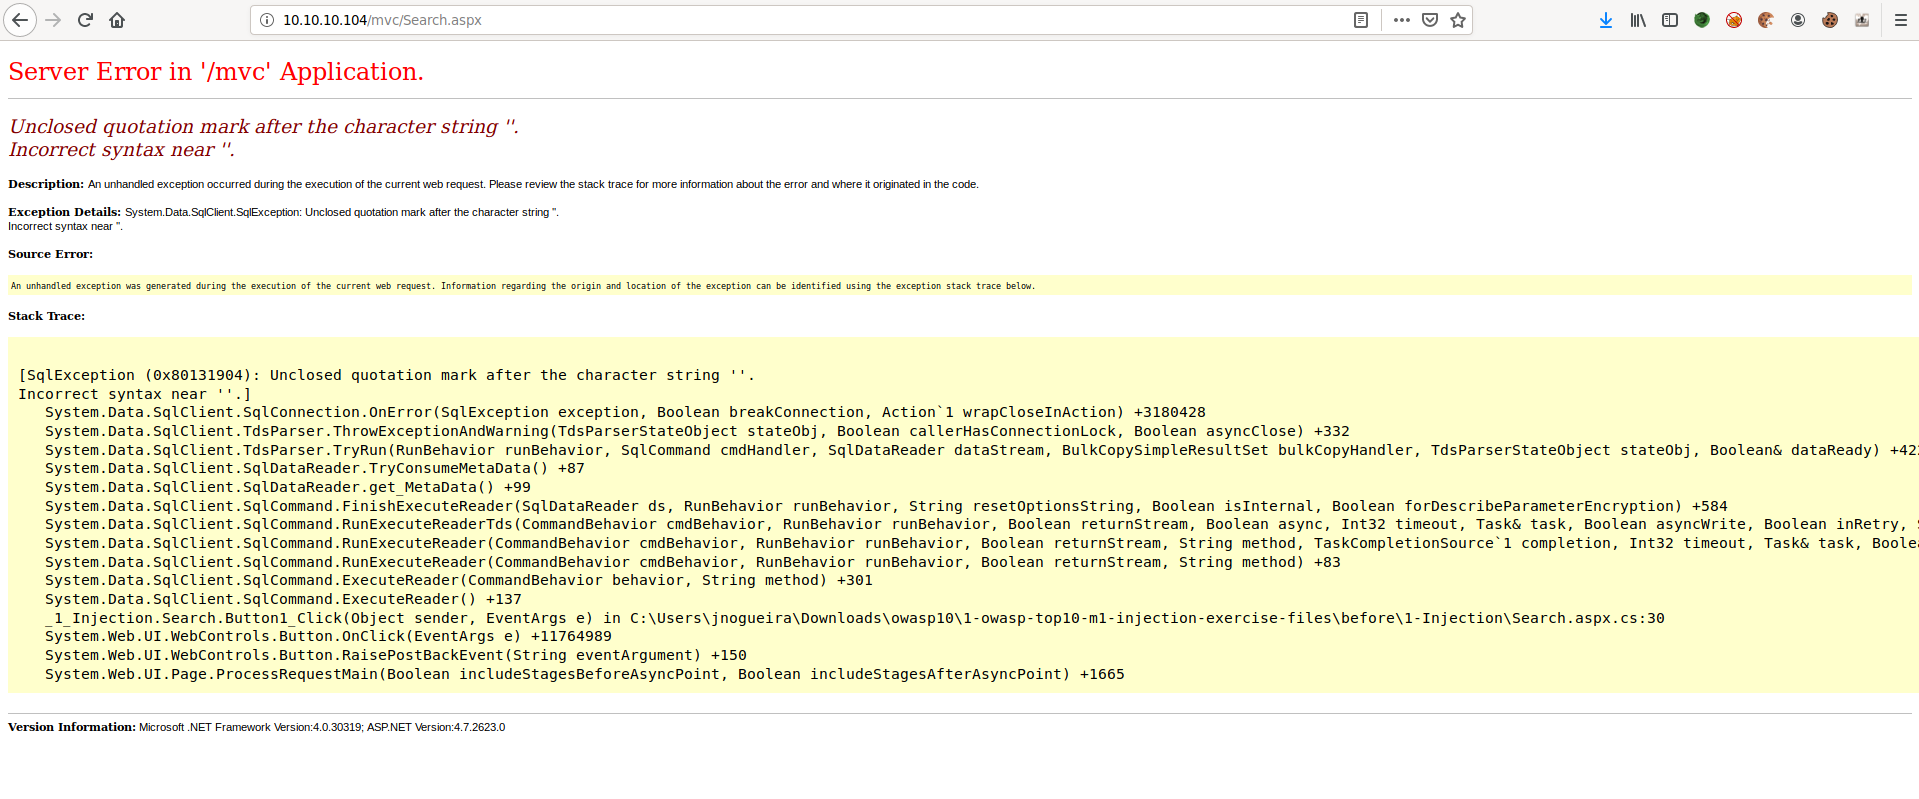 10.10.10.104/mvc/Search.aspx
Server Error in '/mvc' Application.
Unclosed quotation mark after the character string ''.
Incorrect syntax near ''.
Description: An unhandled exception occurred during the execution of the current web request. Please review the stack trace for more information about the error and where it originated in the code.
Exception Details: System.Data.SqlClient.SqlException: Unclosed quotation mark after the character string ''.
Incorrect syntax near ''.
Source Error:
An unhandled exception was generated during the execution of the current web request. Information regarding the origin and location of the exception can be identified using the exception stack trace below.
Stack Trace:
[SqlException (0x80131904): Unclosed quotation mark after the character string ''.
Incorrect syntax near ''.]
System.Data.SqlClient.SqlConnection.OnError(SqlException exception, Boolean breakConnection, Action`1 wrapCloseInAction) +3180428
System.Data.SqlClient.TdsParser.ThrowExceptionAndWarning(TdsParserStateObject stateObj, Boolean callerHasConnectionLock, Boolean asyncClose) +332
System.Data.SqlClient.TdsParser.TryRun(RunBehavior runBehavior, SqlCommand cmdHandler, SqlDataReader dataStream, BulkCopySimpleResultSet bulkCopyHandler, TdsParserStateObject stateObj, Boolean& dataReady)
System.Data.SqlClient.SqlDataReader.TryConsumeMetaData() +87
System.Data.SqlClient.SqlDataReader.get_MetaData() +99
System.Data.SqlClient.SqlCommand.FinishExecuteReader(SqlDataReader ds, RunBehavior runBehavior, String resetOptionsString, Boolean isInternal, Boolean forDescribeParameterEncryption) +584
System.Data.SqlClient.SqlCommand.RunExecuteReaderTds(CommandBehavior cmdBehavior, RunBehavior runBehavior, Boolean returnStream, Boolean async, Int32 timeout, Task& task, Boolean asyncWrite, Boolean inRetry,
System.Data.SqlClient.SqlCommand.RunExecuteReader(CommandBehavior cmdBehavior, RunBehavior runBehavior, Boolean returnStream, String method, TaskCompletionSource`1 completion, Int32 timeout, Task& task,
System.Data.SqlClient.SqlCommand.RunExecuteReader(CommandBehavior cmdBehavior, RunBehavior runBehavior, Boolean returnStream, String method) +83
System.Data.SqlClient.SqlCommand.ExecuteReader(CommandBehavior behavior, String method) +301
System.Data.SqlClient.SqlCommand.ExecuteReader() +137
_1_Injection.Search.Button1_Click(Object sender, EventArgs e) in C:\Users\jnogueira\Downloads\owasp10\1-owasp-top10-m1-injection-exercise-files\before\1-Injection\Search.aspx.cs:30
System.Web.UI.WebControls.Button.OnClick(EventArgs e) +11764989
System.Web.UI.WebControls.Button.RaisePostBackEvent(String eventArgument) +150
System.Web.UI.Page.ProcessRequestMain(Boolean includeStagesBeforeAsyncPoint, Boolean includeStagesAfterAsyncPoint) +1665
Version Information: Microsoft .NET Framework Version:4.0.30319; ASP.NET Version:4.7.2623.0